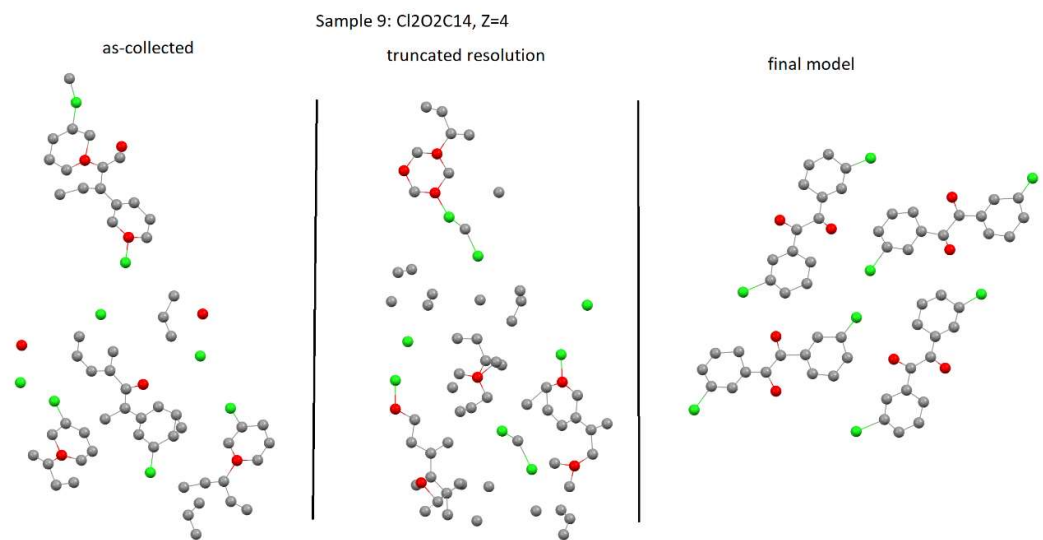 Sample 9: Cl2O2C14, Z=4
as-collected
truncated resolution
final model